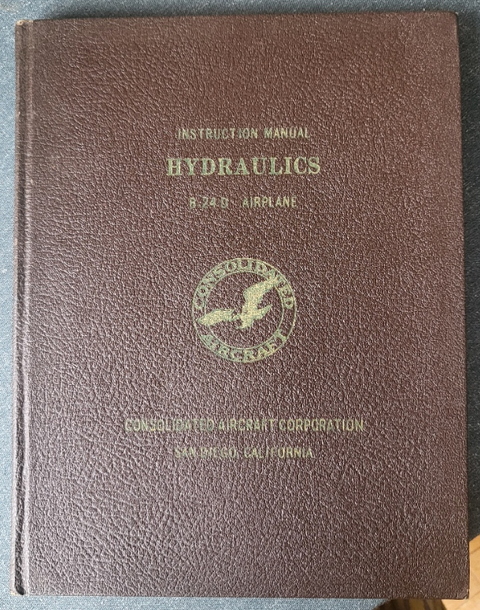 INSTRUCTION MANUAL
HYDRAULICS
B-24 D AIRPLANE
CONSOLIDATED
AIRCRAFT
CONSOLIDATED AIRCRAFT CORPORATION
SAN DIEGO, CALIFORNIA